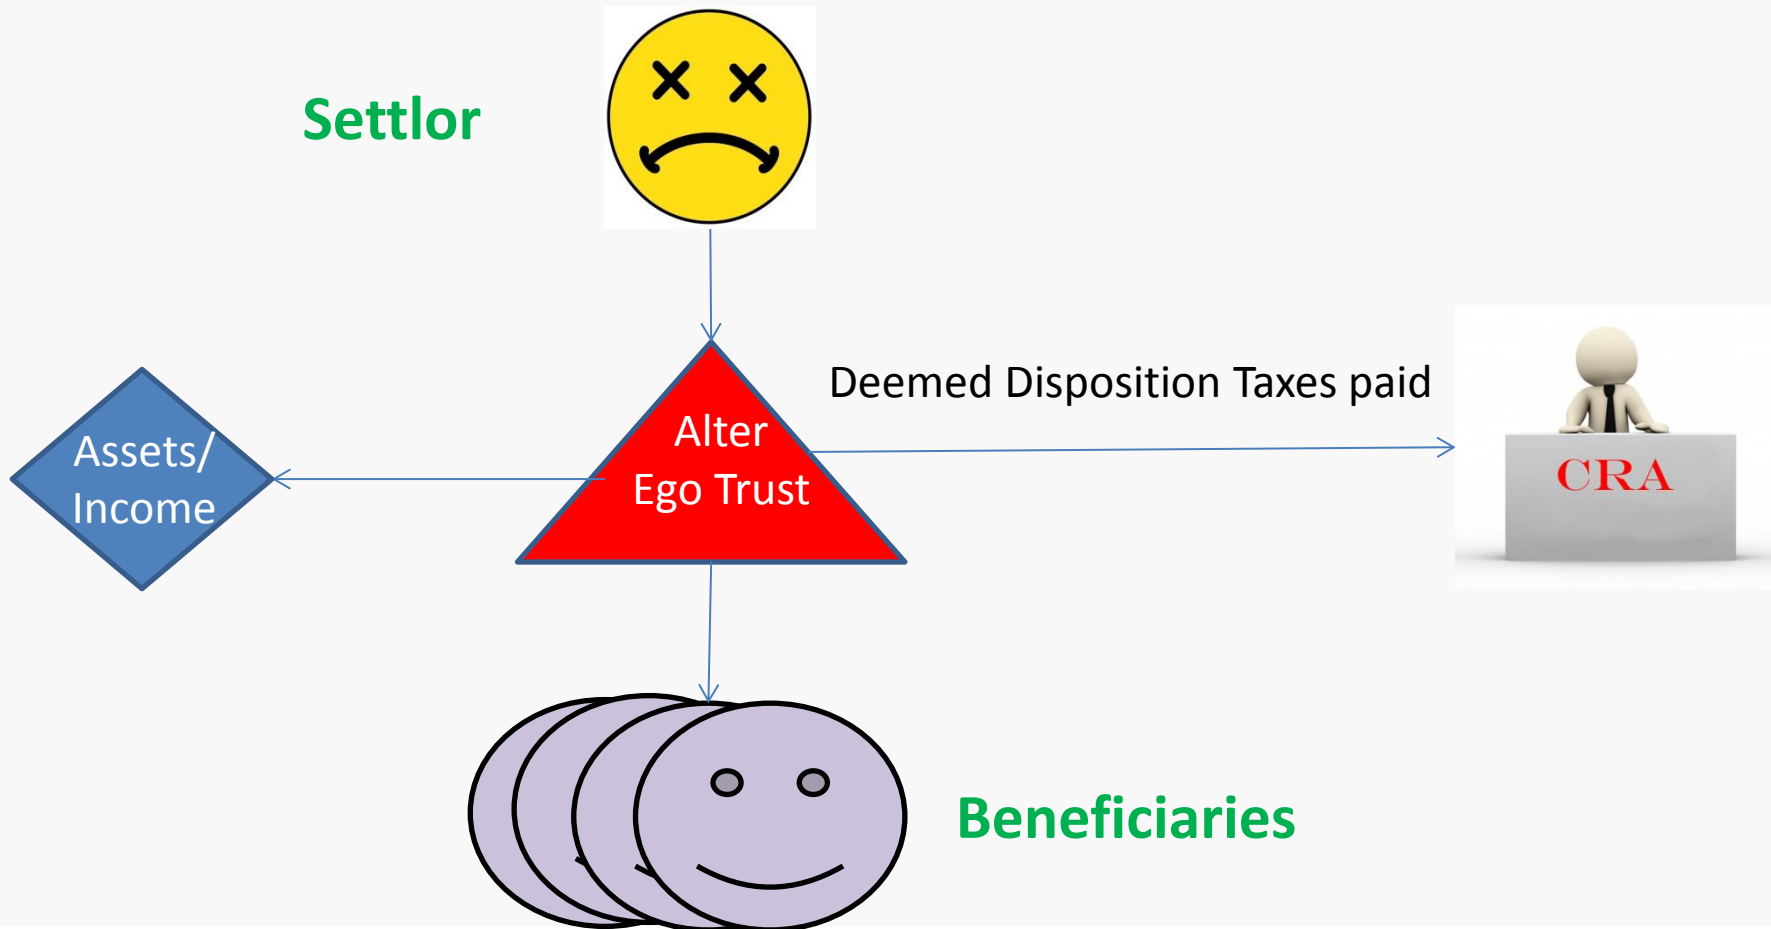 Settlor
Deemed Disposition Taxes paid
Alter
Ego Trust
Assets/
Income
CRA
Beneficiaries